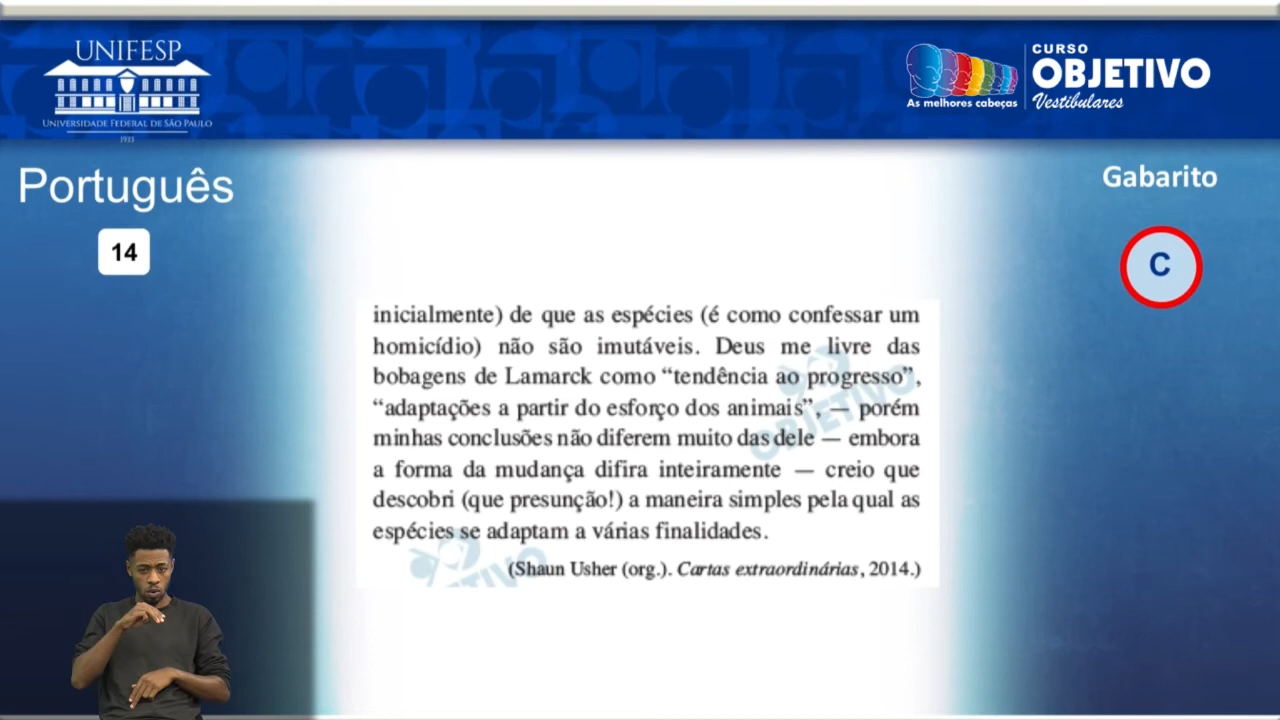 UNIFESP
UNIVERSIDADE FEDERAL DE SÃO PAULO
1933
As melhores cabeças
CURSO
OBJETIVO
Vestibulares
Português
14
Gabarito
C
inicialmente) de que as espécies (é como confessar um
homicídio) não são imutáveis. Deus me livre das
bobagens de Lamarck como “tendência ao progresso”,
“adaptações a partir do esforço dos animais”, — porém
minhas conclusões não diferem muito das dele — embora
a forma da mudança difira inteiramente — creio que
descobri (que presunção!) a maneira simples pela qual as
espécies se adaptam a várias finalidades.
(Shaun Usher (org.). Cartas extraordinárias, 2014.)
OBJETIVO